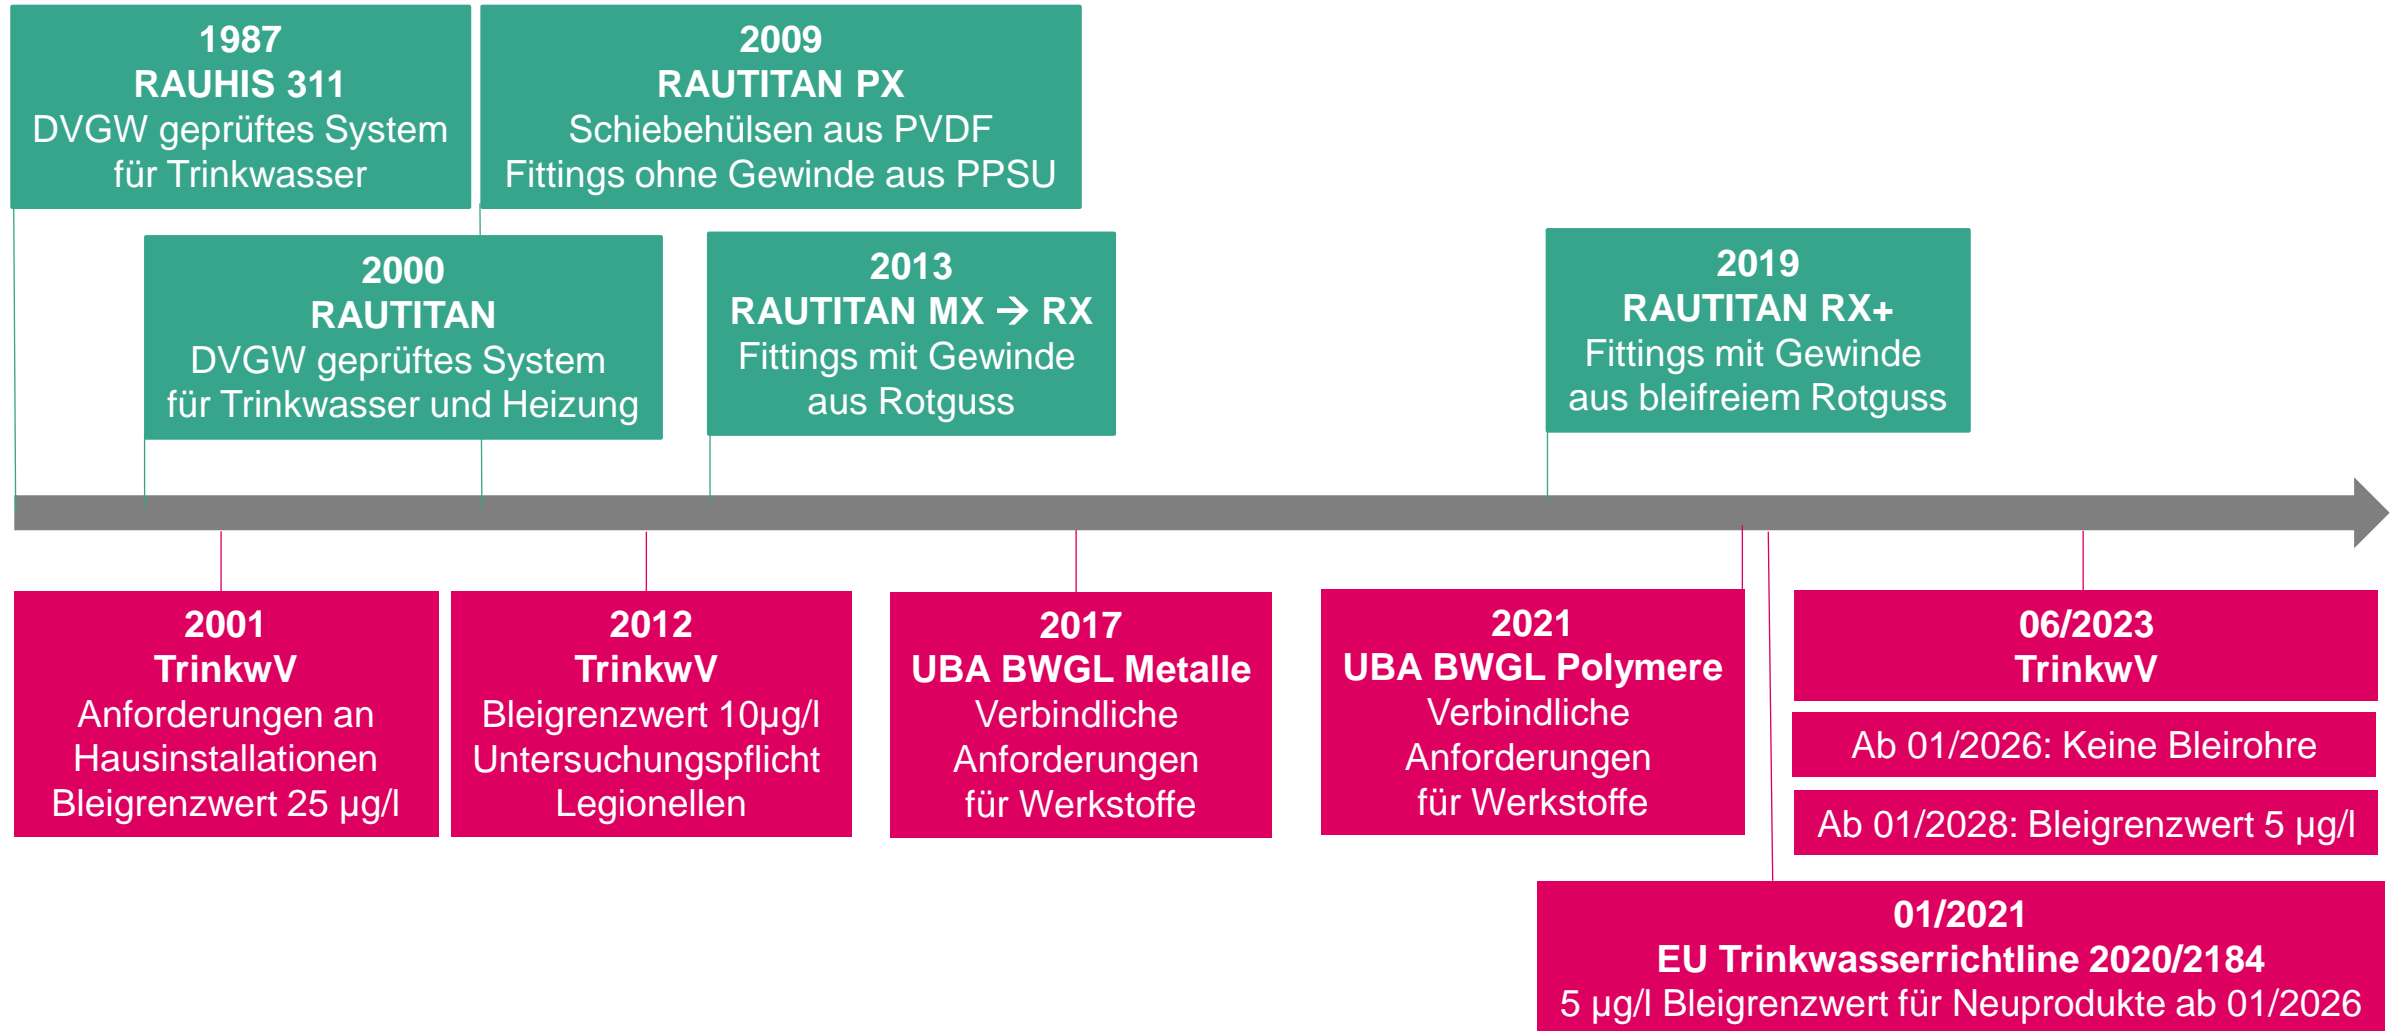 1987
RAUHIS 311
DVGW geprüftes System
für Trinkwasser
2009
RAUTITAN PX
Schiebehülsen aus PVDF
Fittings ohne Gewinde aus PPSU
2000
RAUTITAN
DVGW geprüftes System
für Trinkwasser und Heizung
2013
RAUTITAN MX → RX
Fittings mit Gewinde
aus Rotguss
2019
RAUTITAN RX+
Fittings mit Gewinde
aus bleifreiem Rotguss
2001
TrinkwV
Anforderungen an
Hausinstallationen
Bleigrenzwert 25 µg/l
2012
TrinkwV
Bleigrenzwert 10µg/l
Untersuchungspflicht
Legionellen
2017
UBA BWGL Metalle
Verbindliche
Anforderungen
für Werkstoffe
2021
UBA BWGL Polymere
Verbindliche
Anforderungen
für Werkstoffe
06/2023
TrinkwV
Ab 01/2026: Keine Bleirohre
Ab 01/2028: Bleigrenzwert 5 µg/l
01/2021
EU Trinkwasserrichtline 2020/2184
5 µg/l Bleigrenzwert für Neuprodukte ab 01/2026